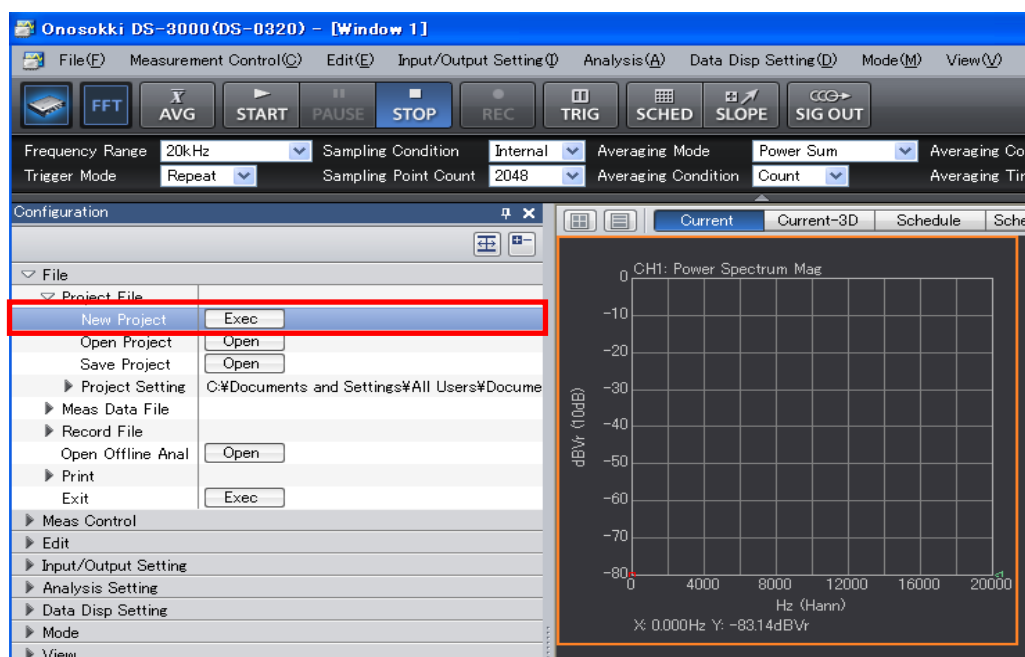 Onosokki DS-3000(DS-0320) - [Window 1]
File(F) Measurement Control(C) Edit(E) Input/Output Setting(I) Analysis(A) Data Disp Setting(D) Mode(M) View(V)
FFT X AVG START PAUSE STOP REC TRIG SCHED SLOPE SIG OUT
Frequency Range 20kHz Sampling Condition Internal Averaging Mode Power Sum Averaging Co
Trigger Mode Repeat Sampling Point Count 2048 Averaging Condition Count Averaging Tir
Configuration
Current Current-3D Schedule Sche
File
Project File
New Project Exec
Open Project Open
Save Project Open
Project Setting C:¥Documents and Settings¥All Users¥Docume
Meas Data File
Record File
Open Offline Anal Open
Print
Exit Exec
Meas Control
Edit
Input/Output Setting
Analysis Setting
Data Disp Setting
Mode
View
CH1: Power Spectrum Mag
0
-10
-20
-30
-40
-50
-60
-70
-80
dBVr (10dB)
0 4000 8000 12000 16000 20000
Hz (Hann)
X: 0.000Hz Y: -83.14dBVr